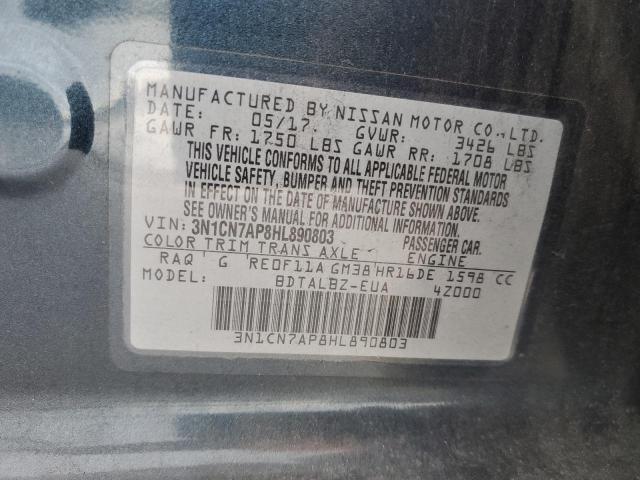 MANUFACTURED BY NISSAN MOTOR CO.,LTD.
DATE: 05/17. GVWR: 3426 LBS
GAWR FR: 1750 LBS GAWR RR: 1708 LBS
THIS VEHICLE CONFORMS TO ALL APPLICABLE FEDERAL MOTOR
VEHICLE SAFETY, BUMPER AND THEFT PREVENTION STANDARDS
IN EFFECT ON THE DATE OF MANUFACTURE SHOWN ABOVE.
SEE OWNER'S MANUAL FOR ADDITIONAL INFORMATION.
VIN: 3N1CN7AP8HL890803 PASSENGER CAR.
COLOR TRIM TRANS AXLE ENGINE
RAQ G RE0F11A GM38 HR16DE 1598 CC
MODEL: BDTALBZ-EUA 4Z000
3N1CN7AP8HL890803